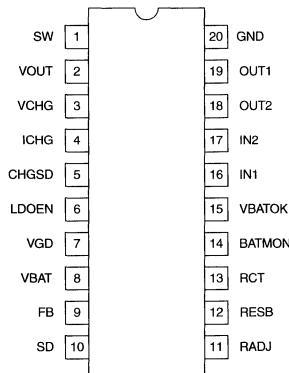 SW 1 20 GND
VOUT 2 19 OUT1
VCHG 3 18 OUT2
ICHG 4 17 IN2
CHGSD 5 16 IN1
LDOEN 6 15 VBATOK
VGD 7 14 BATMON
VBAT 8 13 RCT
FB 9 12 RESB
SD 10 11 RADJ